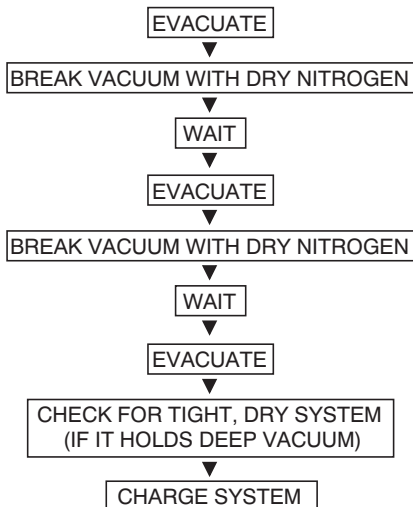 EVACUATE
BREAK VACUUM WITH DRY NITROGEN
WAIT
EVACUATE
BREAK VACUUM WITH DRY NITROGEN
WAIT
EVACUATE
CHECK FOR TIGHT, DRY SYSTEM
(IF IT HOLDS DEEP VACUUM)
CHARGE SYSTEM